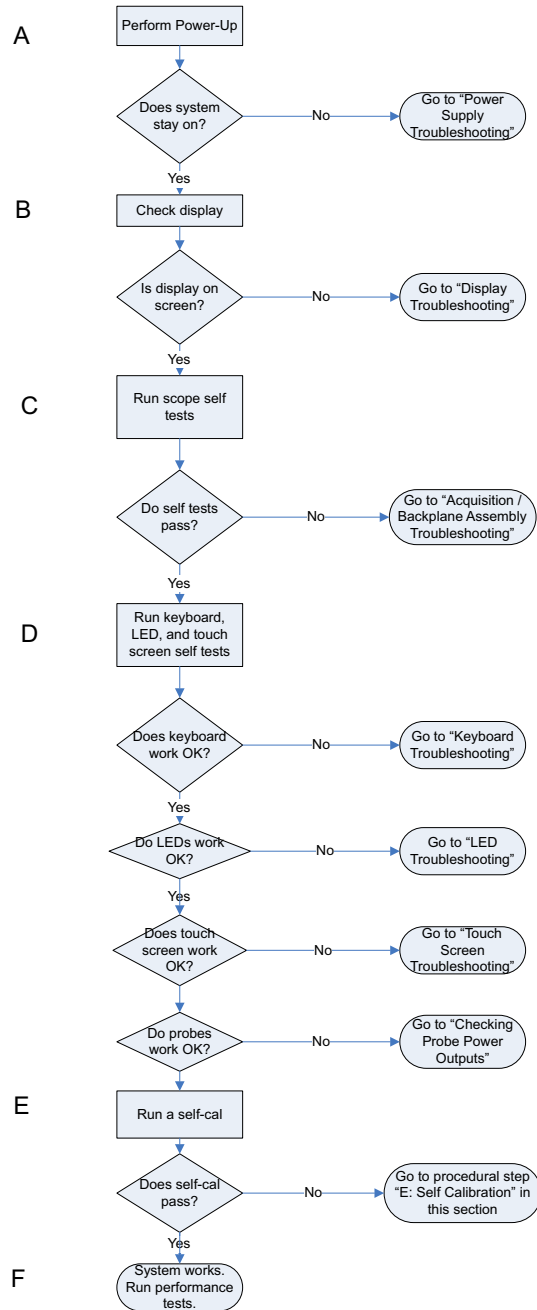 A
Perform Power-Up
Does system
stay on?
No
Go to “Power
Supply
Troubleshooting”
Yes
B
Check display
Is display on
screen?
No
Go to “Display
Troubleshooting”
Yes
C
Run scope self
tests
Do self tests
pass?
No
Go to “Acquisition /
Backplane Assembly
Troubleshooting”
Yes
D
Run keyboard,
LED, and touch
screen self tests
Does keyboard
work OK?
No
Go to “Keyboard
Troubleshooting”
Yes
Do LEDs work
OK?
No
Go to “LED
Troubleshooting”
Yes
Does touch
screen work
OK?
No
Go to “Touch
Screen
Troubleshooting”
Do probes
work OK?
No
Go to “Checking
Probe Power
Outputs”
E
Run a self-cal
Does self-cal
pass?
No
Go to procedural step
“E: Self Calibration” in
this section
Yes
F
System works.
Run performance
tests.